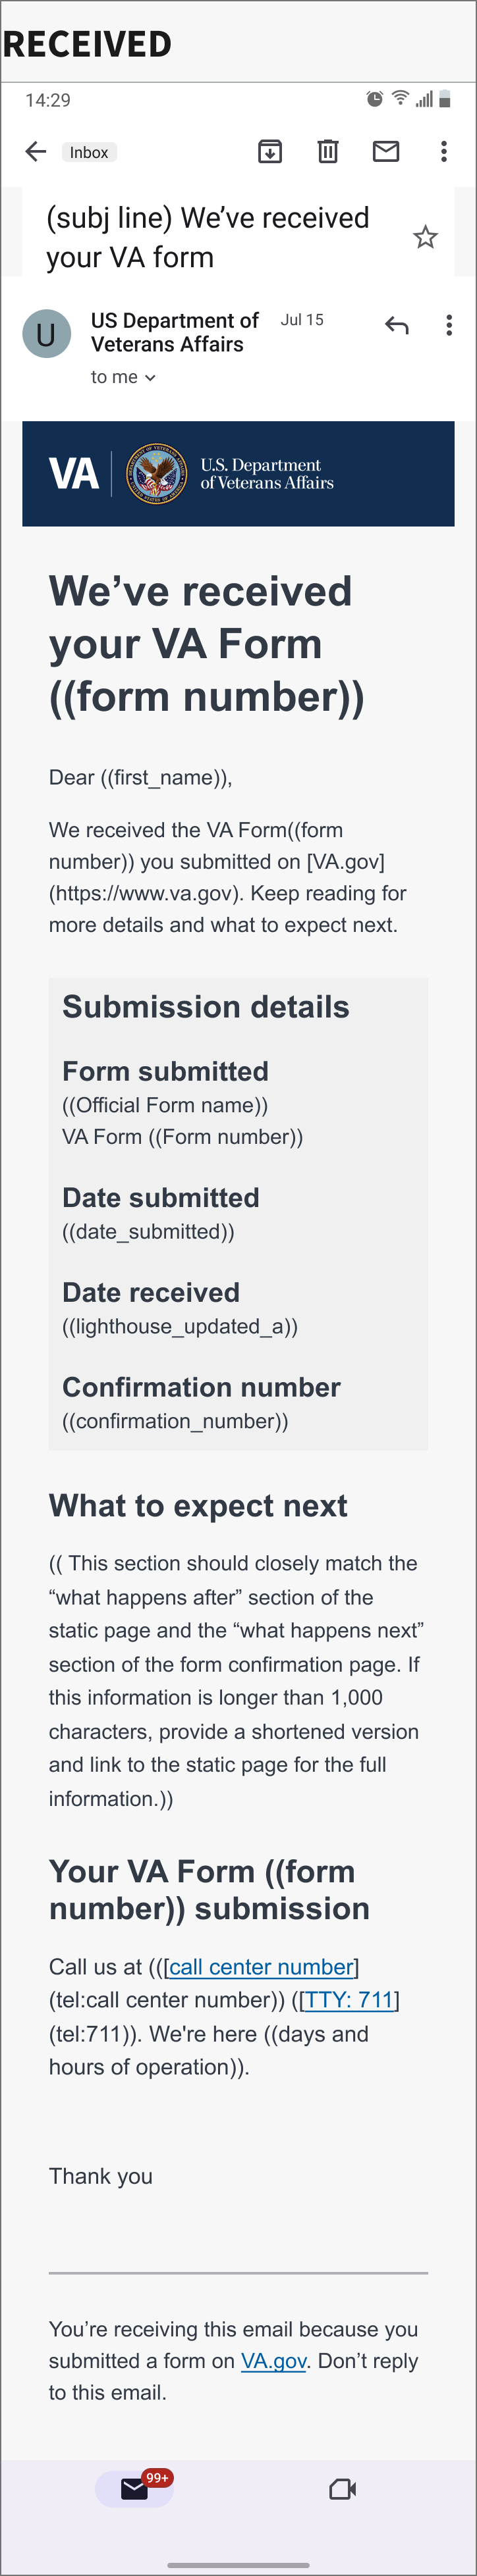 RECEIVED
14:29
Inbox
(subj line) We’ve received
your VA form
U
US Department of
Veterans Affairs
Jul 15
to me
VA
U.S. Department
of Veterans Affairs
We’ve received
your VA Form
((form number))
Dear ((first_name)),
We received the VA Form((form
number)) you submitted on [VA.gov]
(https://www.va.gov). Keep reading for
more details and what to expect next.
Submission details
Form submitted
((Official Form name))
VA Form ((Form number))
Date submitted
((date_submitted))
Date received
((lighthouse_updated_a))
Confirmation number
((confirmation_number))
What to expect next
(( This section should closely match the
“what happens after” section of the
static page and the “what happens next”
section of the form confirmation page. If
this information is longer than 1,000
characters, provide a shortened version
and link to the static page for the full
information.))
Your VA Form ((form
number)) submission
Call us at (([call center number]
(tel:call center number)) ([TTY: 711]
(tel:711)). We're here ((days and
hours of operation)).
Thank you
You’re receiving this email because you
submitted a form on VA.gov. Don’t reply
to this email.
99+